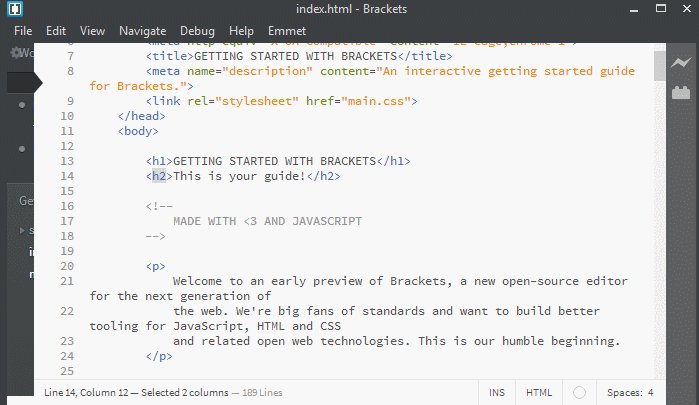 index.html - Brackets
File Edit View Navigate Debug Help Emmet
Wo
7 <title>GETTING STARTED WITH BRACKETS</title>
8 <meta name="description" content="An interactive getting started guide
for Brackets.">
9 <link rel="stylesheet" href="main.css">
10 </head>
11 <body>
12
13 <h1>GETTING STARTED WITH BRACKETS</h1>
14 <h2>This is your guide!</h2>
15
Ge
16 <!--
17 MADE WITH <3 AND JAVASCRIPT
18 -->
19
20 <p>
21 Welcome to an early preview of Brackets, a new open-source editor
for the next generation of
22 the web. We're big fans of standards and want to build better
tooling for JavaScript, HTML and CSS
23 and related open web technologies. This is our humble beginning.
24 </p>
25
Line 14, Column 12 — Selected 2 columns — 189 Lines INS HTML Spaces: 4